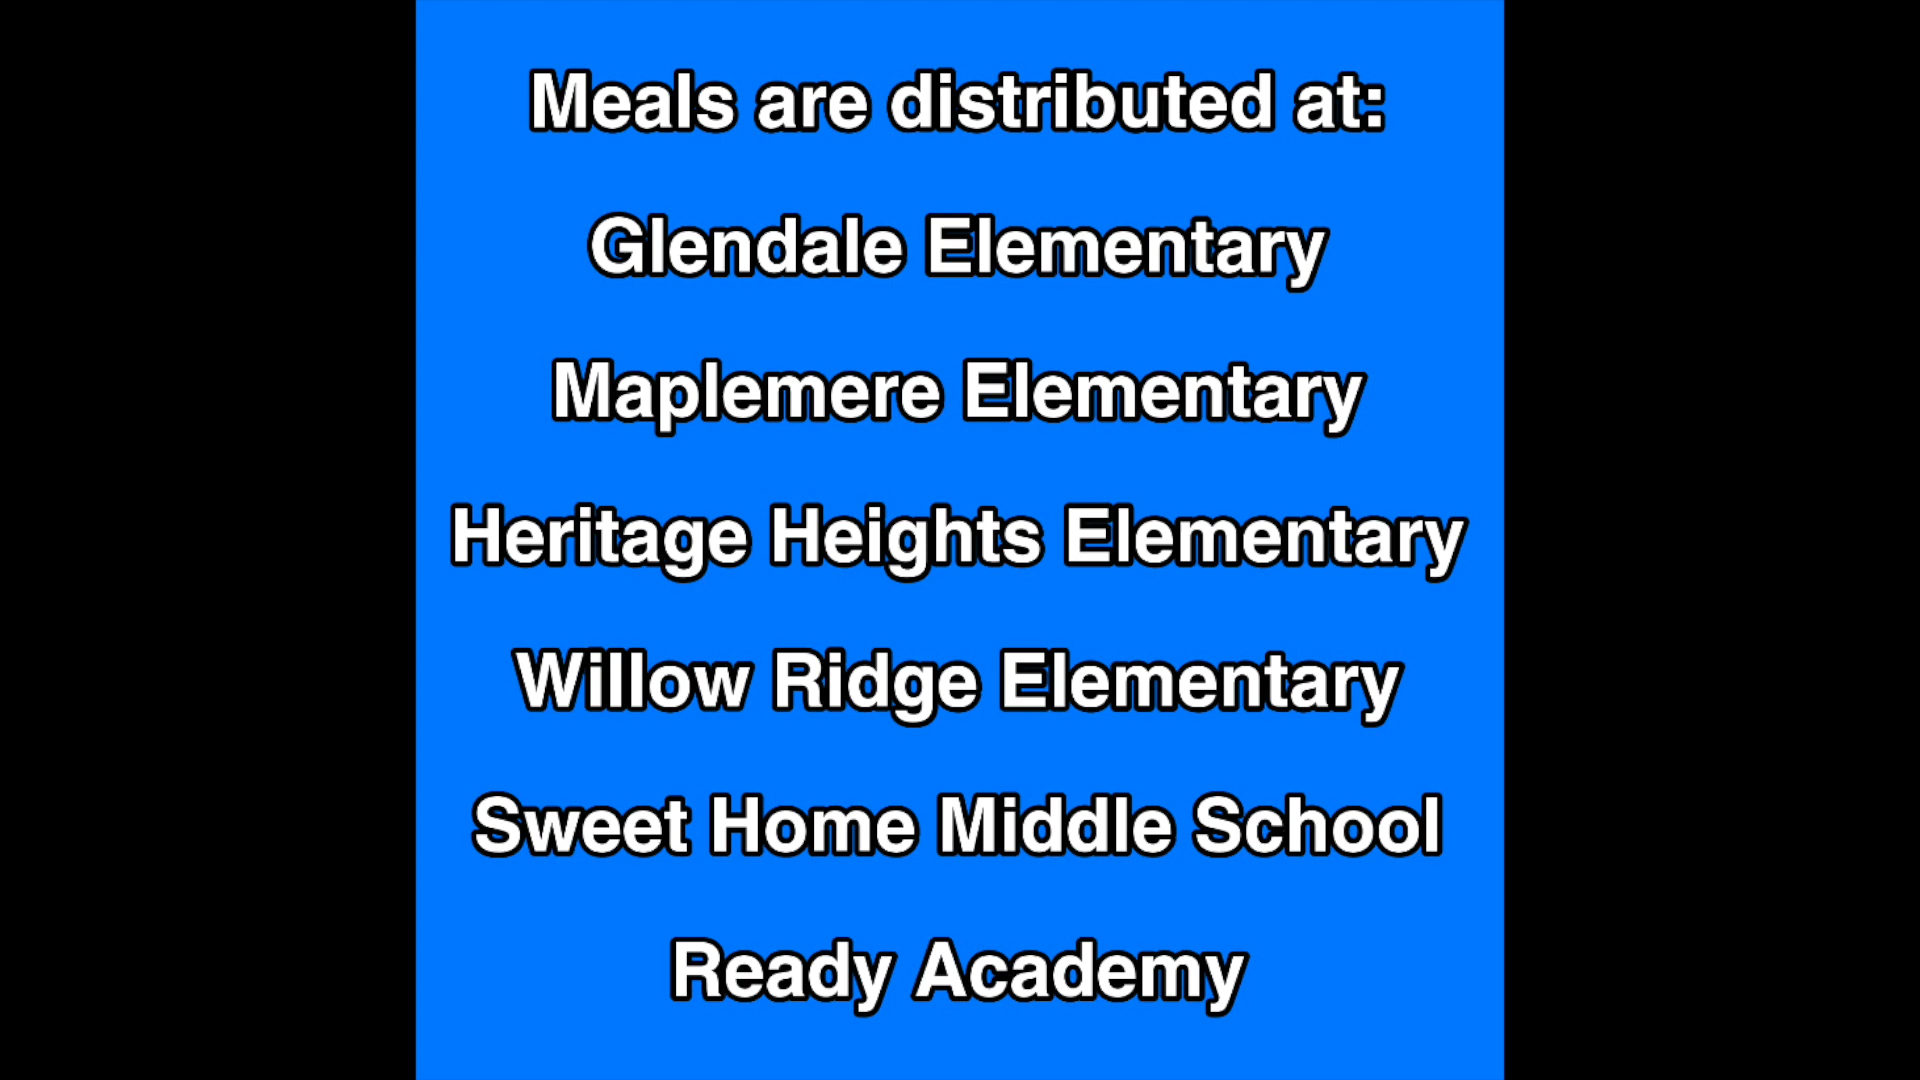 Meals are distributed at:
Glendale Elementary
Maplemere Elementary
Heritage Heights Elementary
Willow Ridge Elementary
Sweet Home Middle School
Ready Academy